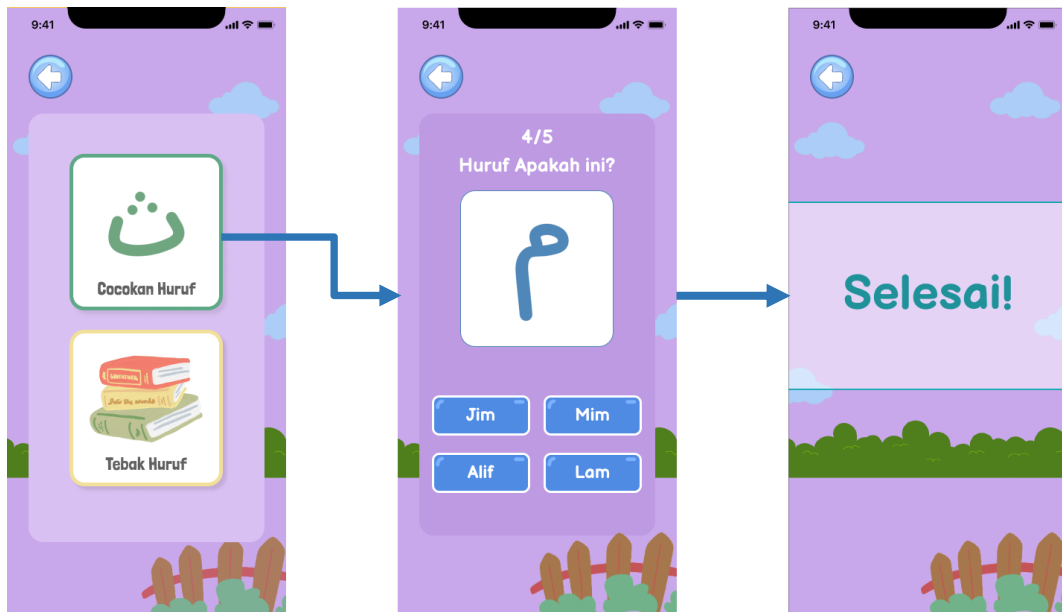 9:41
ث
Cocokan Huruf
Tebak Huruf
9:41
4/5
Huruf Apakah ini?
م
Jim
Mim
Alif
Lam
9:41
Selesai!